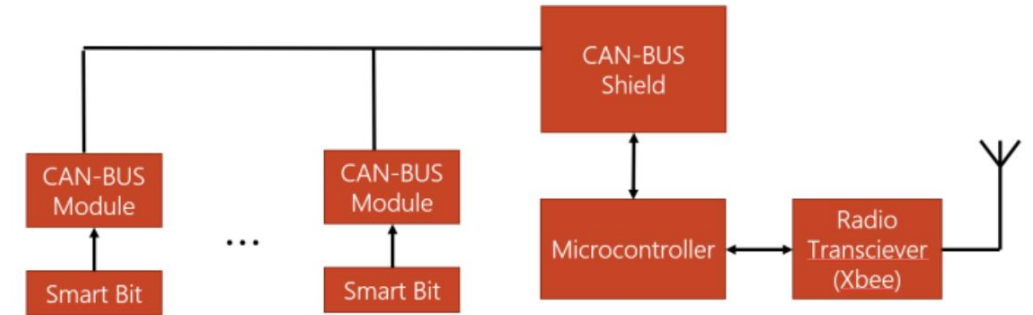 CAN-BUS
Shield
CAN-BUS
Module
CAN-BUS
Module
...
Smart Bit
Smart Bit
Microcontroller
Radio
Transciever
(Xbee)